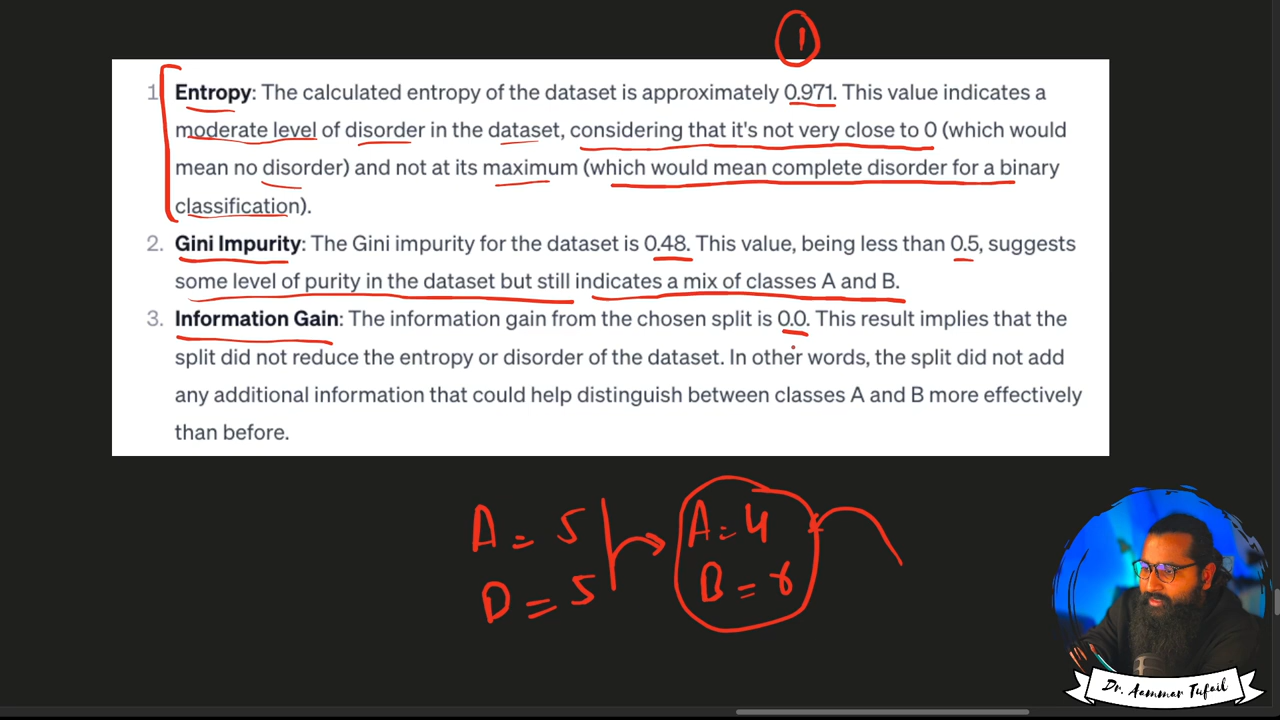 1
1. Entropy: The calculated entropy of the dataset is approximately 0.971. This value indicates a
moderate level of disorder in the dataset, considering that it's not very close to 0 (which would
mean no disorder) and not at its maximum (which would mean complete disorder for a binary
classification).
2. Gini Impurity: The Gini impurity for the dataset is 0.48. This value, being less than 0.5, suggests
some level of purity in the dataset but still indicates a mix of classes A and B.
3. Information Gain: The information gain from the chosen split is 0.0. This result implies that the
split did not reduce the entropy or disorder of the dataset. In other words, the split did not add
any additional information that could help distinguish between classes A and B more effectively
than before.
A = 5
D = 5
A = 4
B = 6
Dr. Aammar Tufail